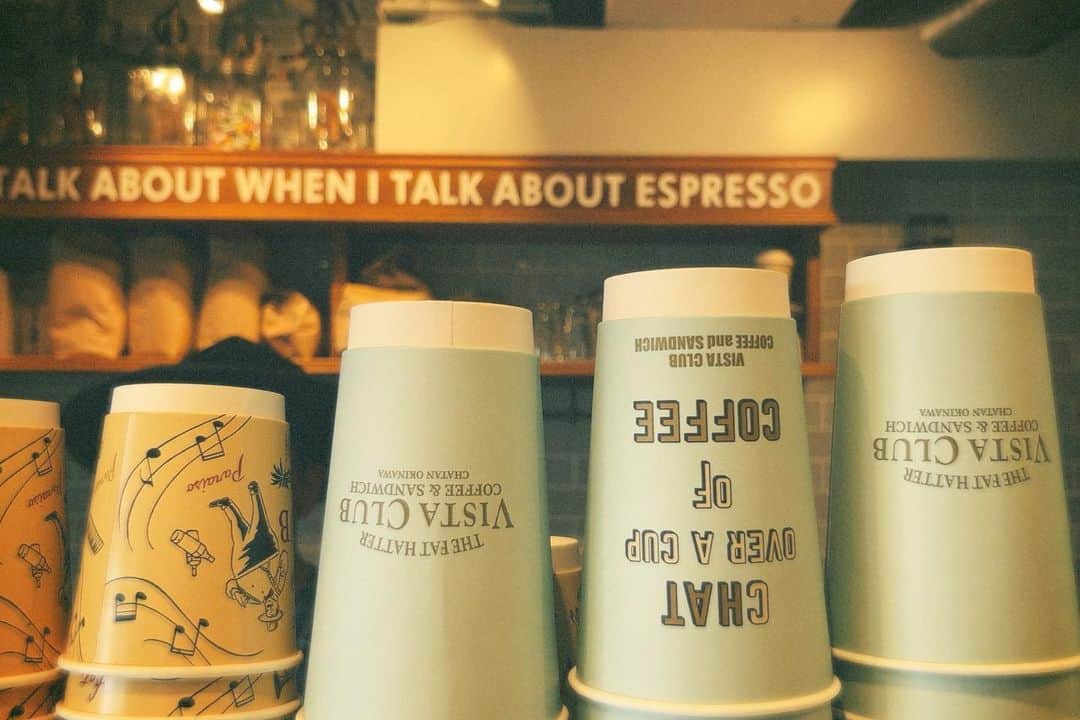 TALK ABOUT WHEN I TALK ABOUT ESPRESSO
Paraiso
THE FAT HATTER
VISTA CLUB
COFFEE & SANDWICH
CHATAN OKINAWA
CHAT
OVER A CUP
OF
COFFEE
VISTA CLUB
COFFEE and SANDWICH
THE FAT HATTER
VISTA CLUB
COFFEE & SANDWICH
CHATAN OKINAWA